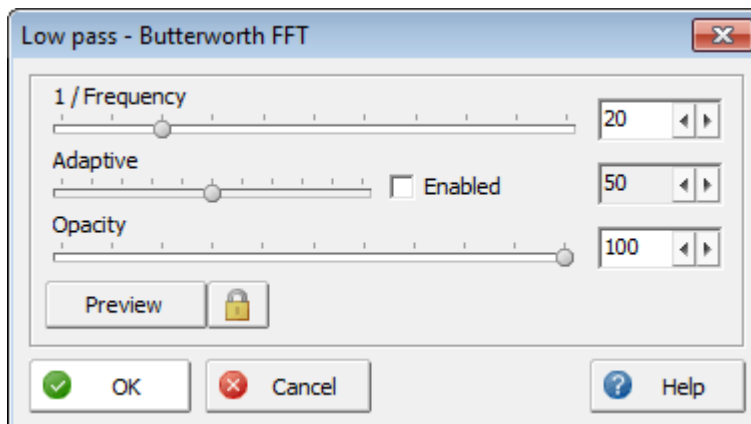 Low pass - Butterworth FFT
1 / Frequency
20
Adaptive
Enabled
50
Opacity
100
Preview
OK
Cancel
Help